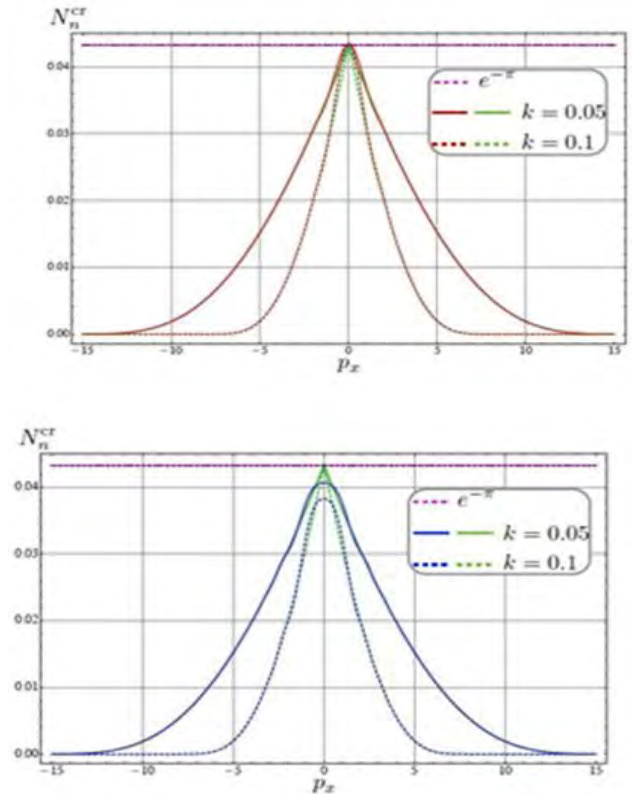 N_n^{cr}
0.04
0.03
0.02
0.01
0.00
e^{-π}
k = 0.05
k = 0.1
−15 −10 −5 0 5 10 15
p_x
N_n^{cr}
0.04
0.03
0.02
0.01
0.00
e^{-π}
k = 0.05
k = 0.1
−15 −10 −5 0 5 10 15
p_x